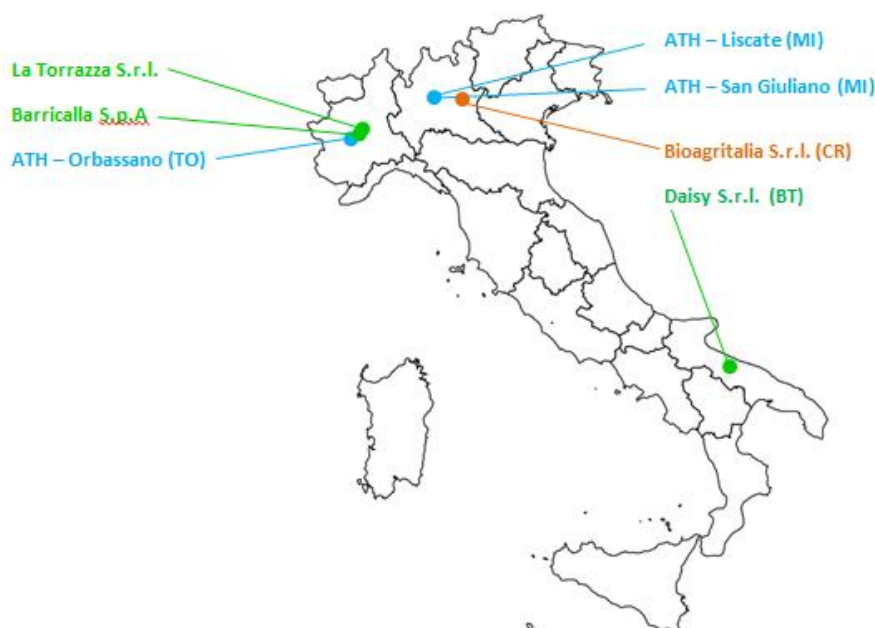 La Torrazza S.r.l.
Barricalla S.p.A
ATH – Orbassano (TO)
ATH – Liscate (MI)
ATH – San Giuliano (MI)
Bioagritalia S.r.l. (CR)
Daisy S.r.l. (BT)